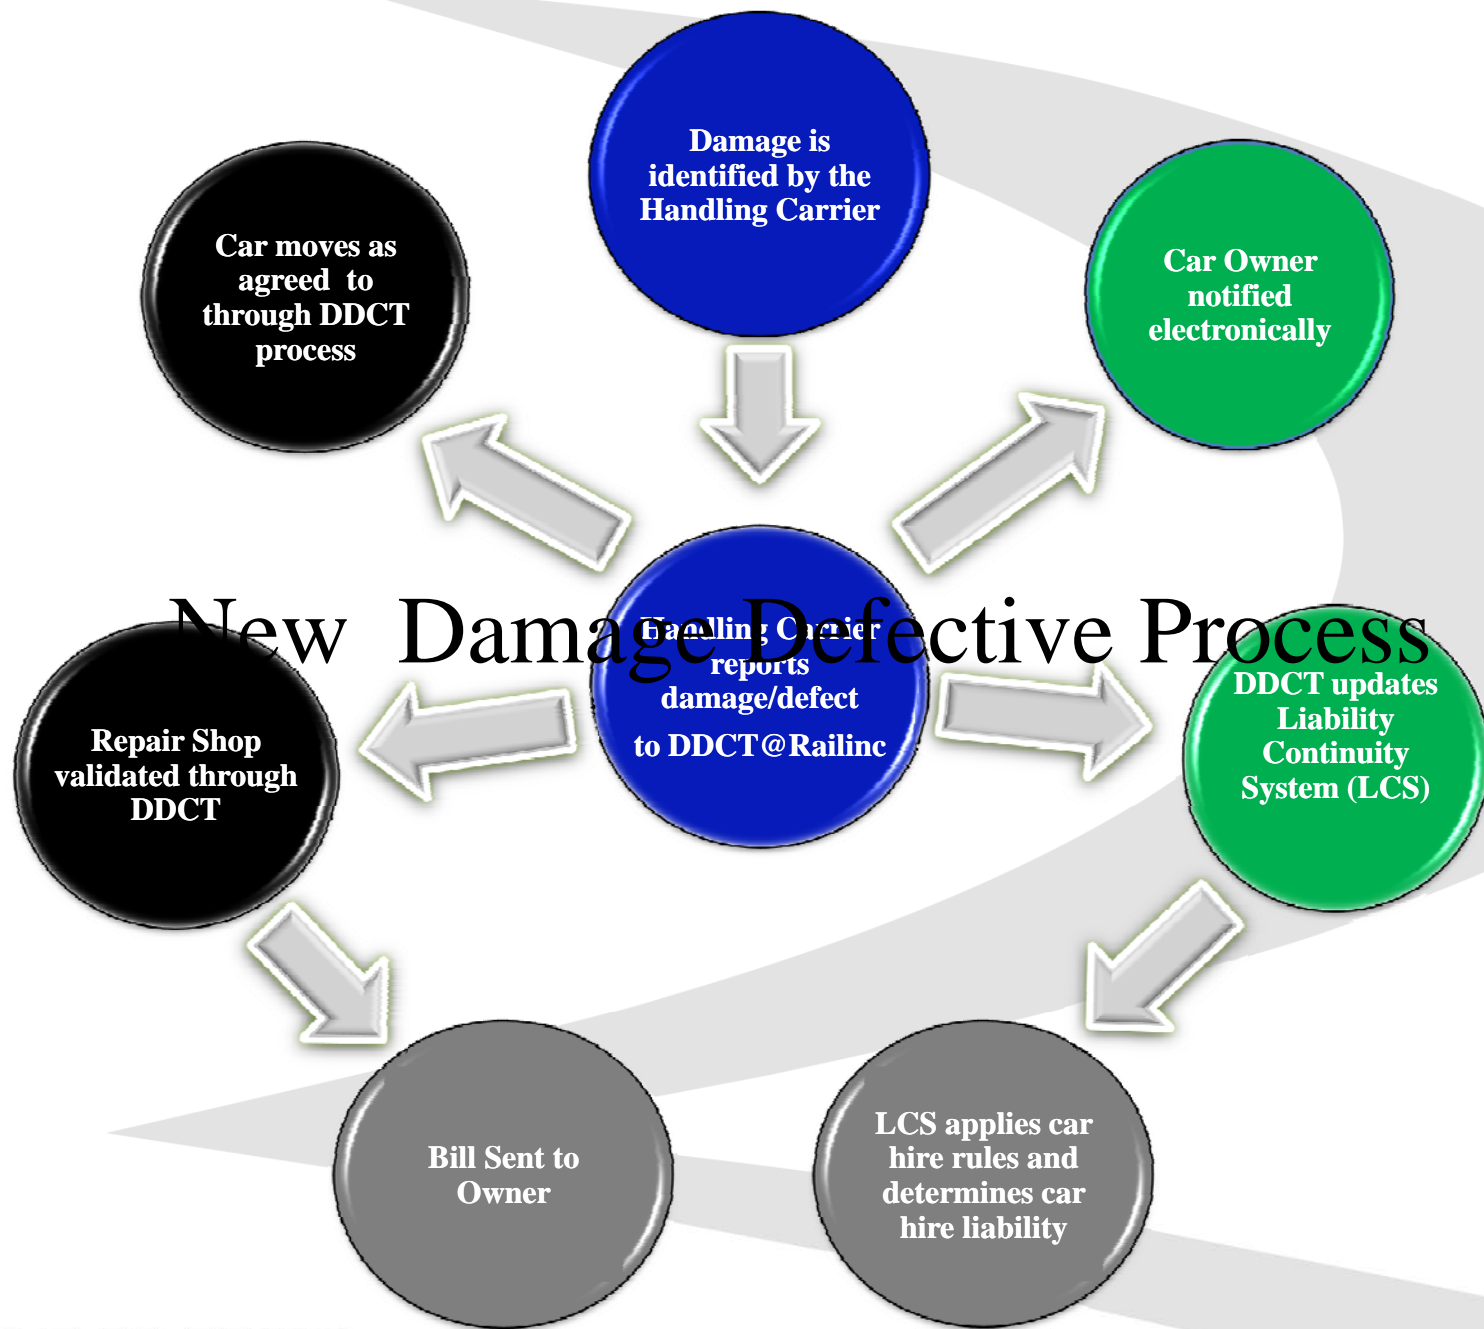 Damage is
identified by the
Handling Carrier
Car moves as
agreed to
through DDCT
process
Car Owner
notified
electronically
New Damage Defective Process
Handling Carrier
reports
damage/defect
to DDCT@Railinc
Repair Shop
validated through
DDCT
DDCT updates
Liability
Continuity
System (LCS)
Bill Sent to
Owner
LCS applies car
hire rules and
determines car
hire liability